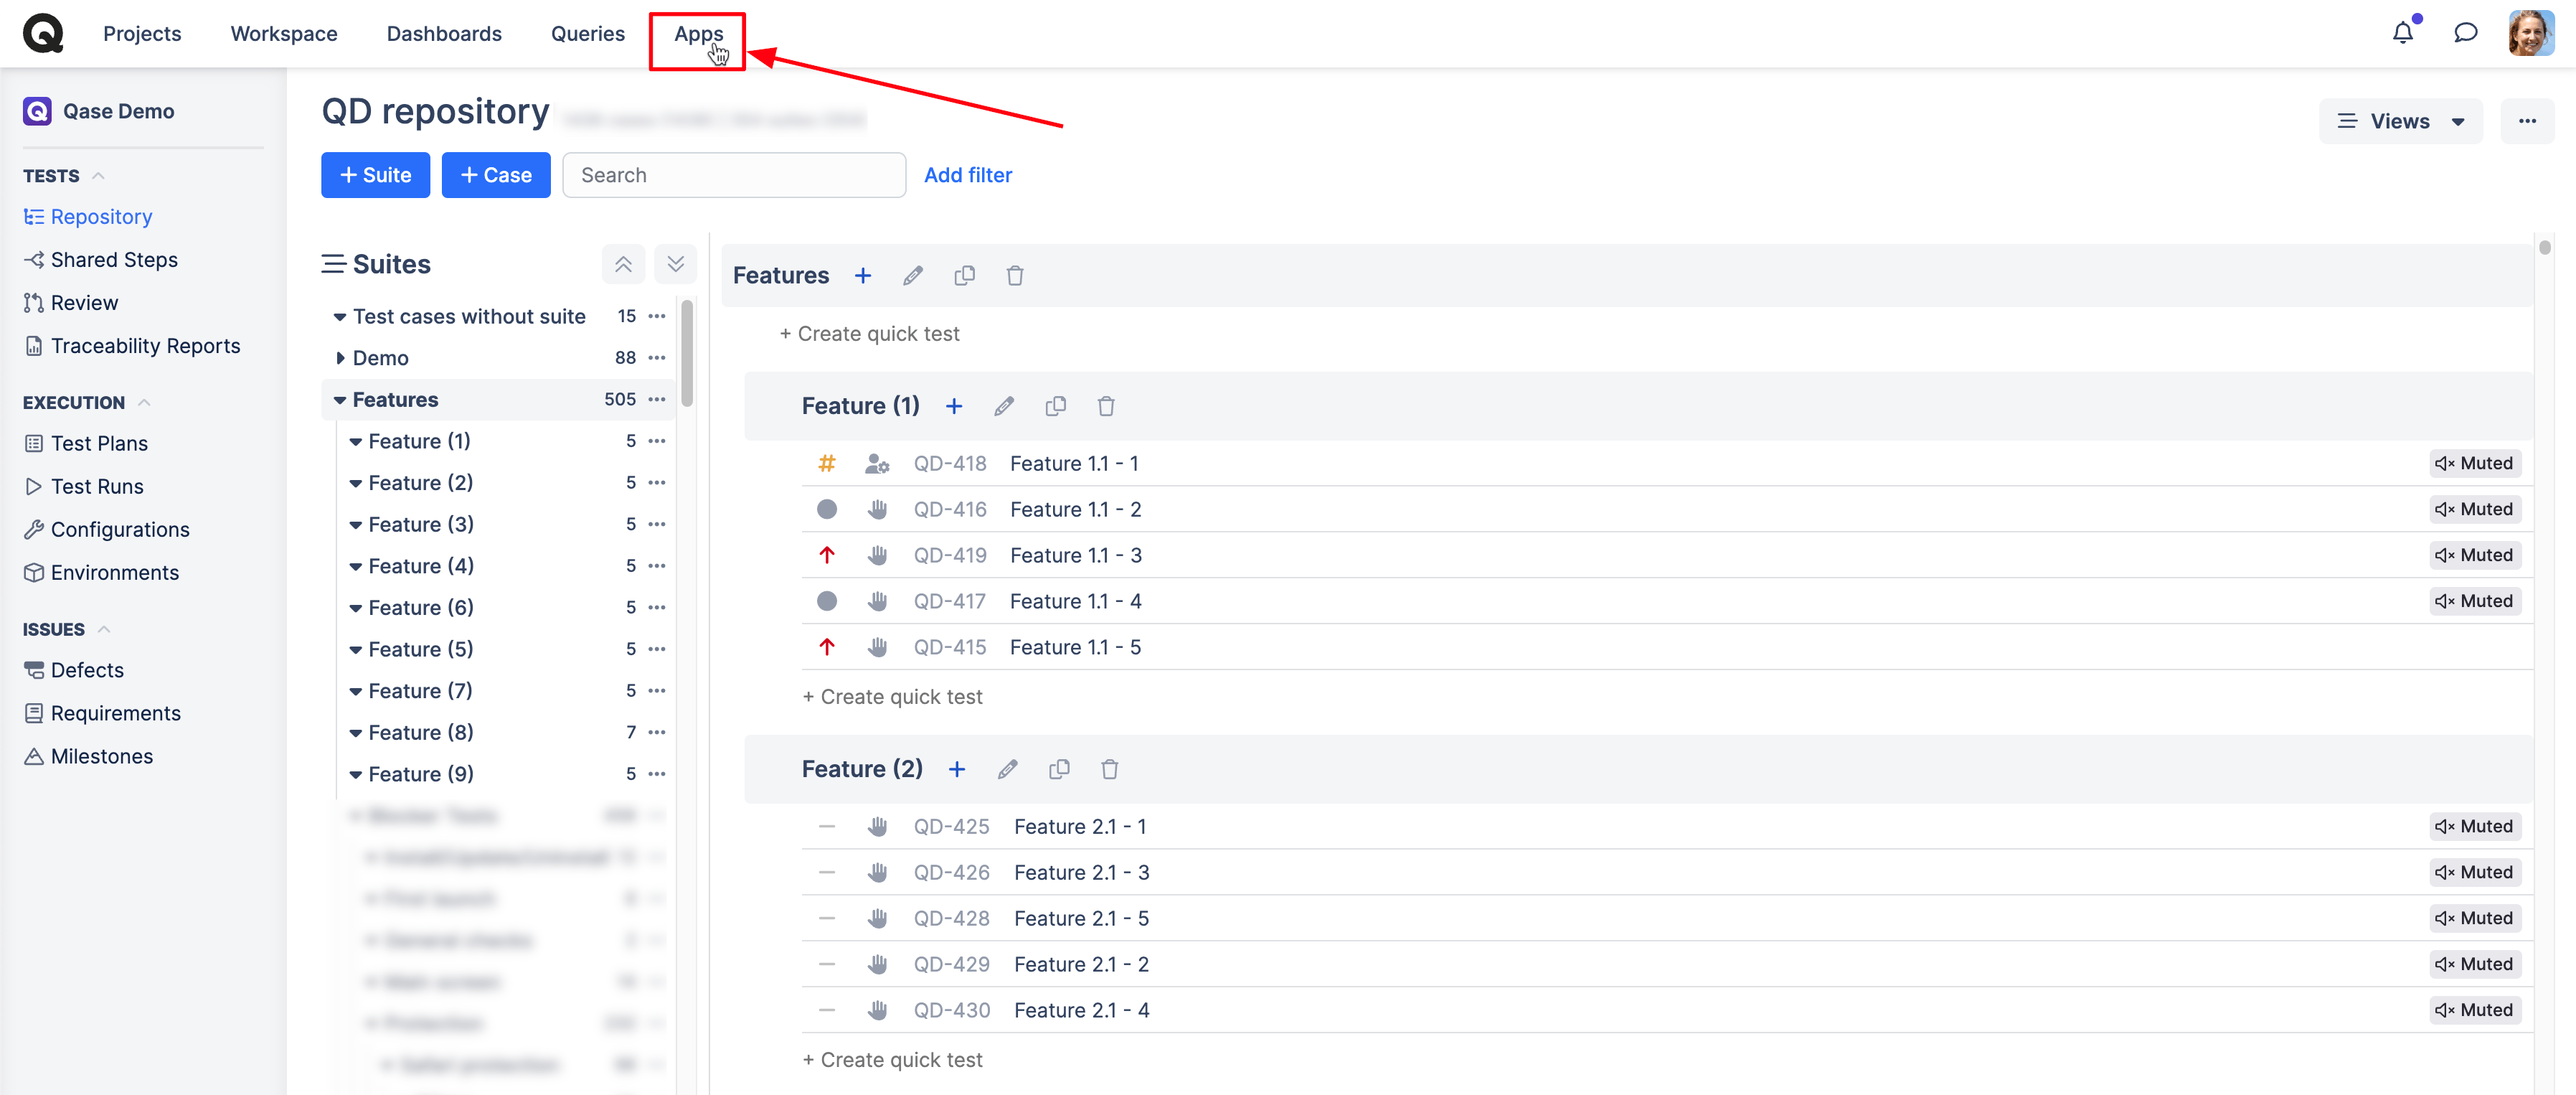 Projects Workspace Dashboards Queries Apps
Qase Demo
TESTS
Repository
Shared Steps
Review
Traceability Reports
EXECUTION
Test Plans
Test Runs
Configurations
Environments
ISSUES
Defects
Requirements
Milestones
QD repository
Views
+ Suite
+ Case
Search
Add filter
Suites
Test cases without suite 15
Demo 88
Features 505
Feature (1) 5
Feature (2) 5
Feature (3) 5
Feature (4) 5
Feature (6) 5
Feature (5) 5
Feature (7) 5
Feature (8) 7
Feature (9) 5
Features
+ Create quick test
Feature (1)
QD-418 Feature 1.1 - 1 Muted
QD-416 Feature 1.1 - 2 Muted
QD-419 Feature 1.1 - 3 Muted
QD-417 Feature 1.1 - 4 Muted
QD-415 Feature 1.1 - 5
+ Create quick test
Feature (2)
QD-425 Feature 2.1 - 1 Muted
QD-426 Feature 2.1 - 3 Muted
QD-428 Feature 2.1 - 5 Muted
QD-429 Feature 2.1 - 2 Muted
QD-430 Feature 2.1 - 4 Muted
+ Create quick test